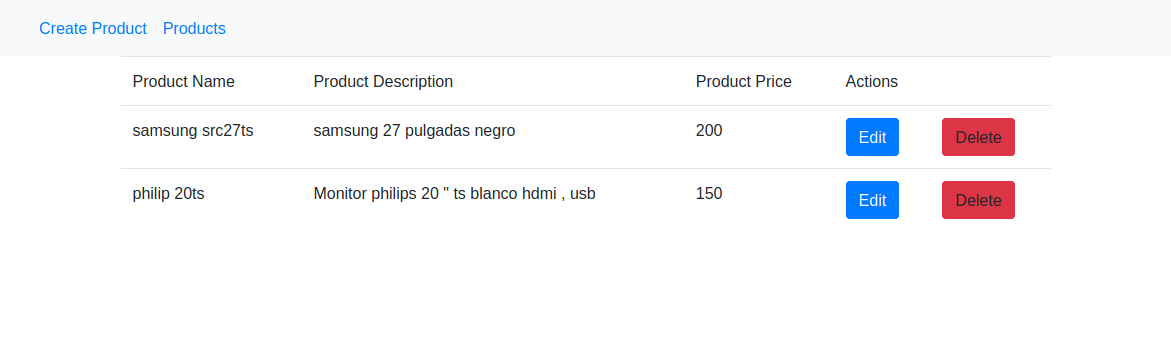 Create Product Products
Product Name Product Description Product Price Actions
samsung src27ts samsung 27 pulgadas negro 200 Edit Delete
philip 20ts Monitor philips 20 " ts blanco hdmi , usb 150 Edit Delete